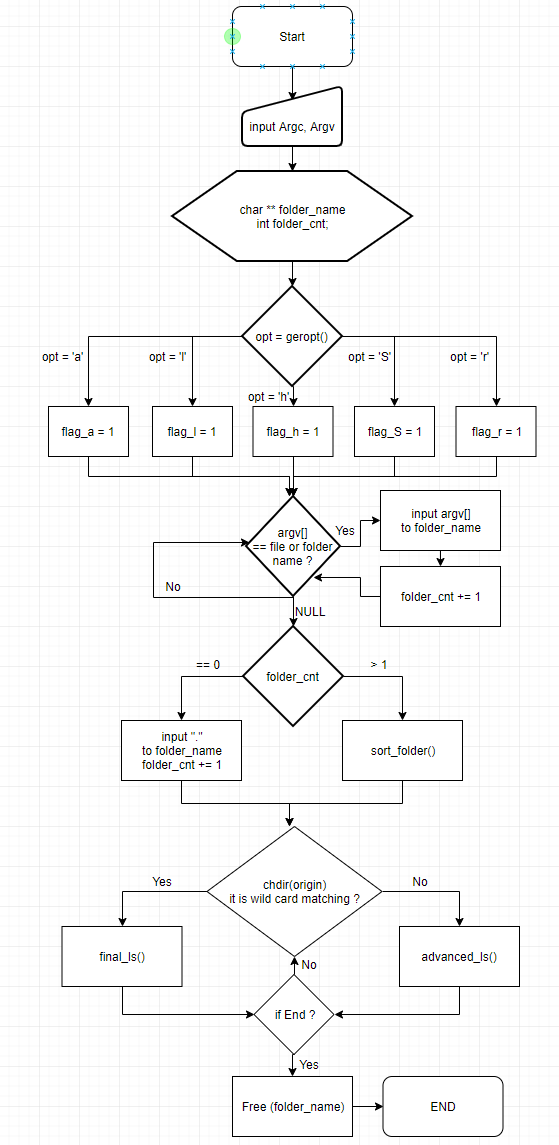 Start
input Argc, Argv
char ** folder_name
int folder_cnt;
opt = geropt()
opt = 'a'
opt = 'l'
opt = 'S'
opt = 'r'
opt = 'h'
flag_a = 1
flag_l = 1
flag_h = 1
flag_S = 1
flag_r = 1
argv[]
== file or folder
name ?
Yes
input argv[]
to folder_name
folder_cnt += 1
No
NULL
== 0
folder_cnt
> 1
input "."
to folder_name
folder_cnt += 1
sort_folder()
chdir(origin)
it is wild card matching ?
Yes
No
final_ls()
advanced_ls()
No
if End ?
Yes
Free (folder_name)
END